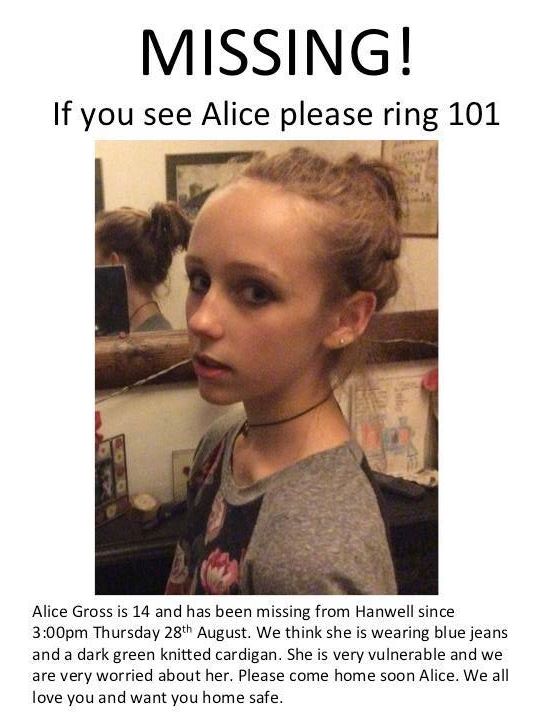 MISSING!
If you see Alice please ring 101
Alice Gross is 14 and has been missing from Hanwell since
3:00pm Thursday 28th August. We think she is wearing blue jeans
and a dark green knitted cardigan. She is very vulnerable and we
are very worried about her. Please come home soon Alice. We all
love you and want you home safe.